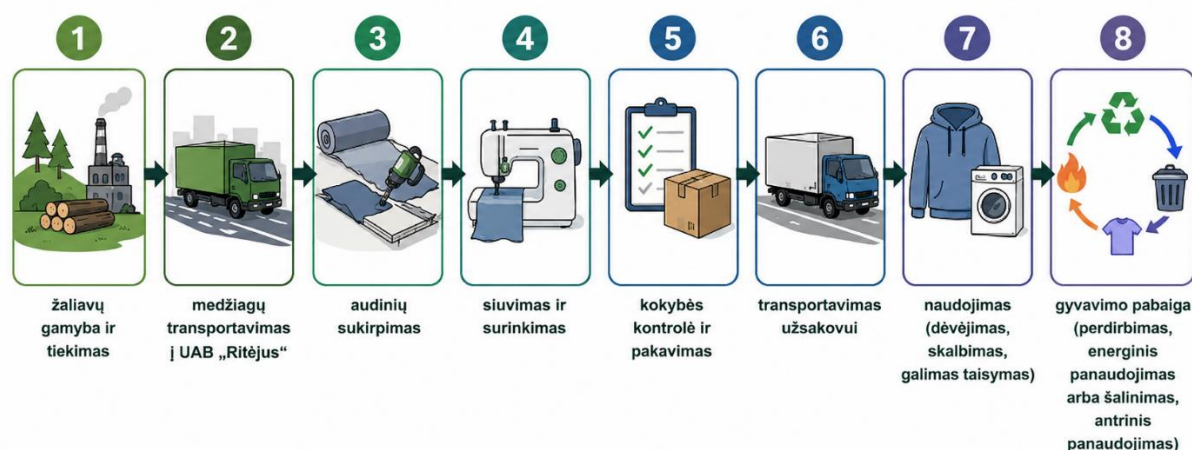 1
2
3
4
5
6
7
8
žaliavų
gamyba ir
tiekimas
medžiagų
transportavimas
į UAB „Ritėjus“
audinių
sukirpimas
siuvimas ir
surinkimas
kokybės
kontrolė ir
pakavimas
transportavimas
užsakovui
naudojimas
(dėvėjimas,
skalbimas,
galimas taisymas)
gyvavimo pabaiga
(perdirbimas,
energinis
panaudojimas
arba šalinimas,
antrinis
panaudojimas)